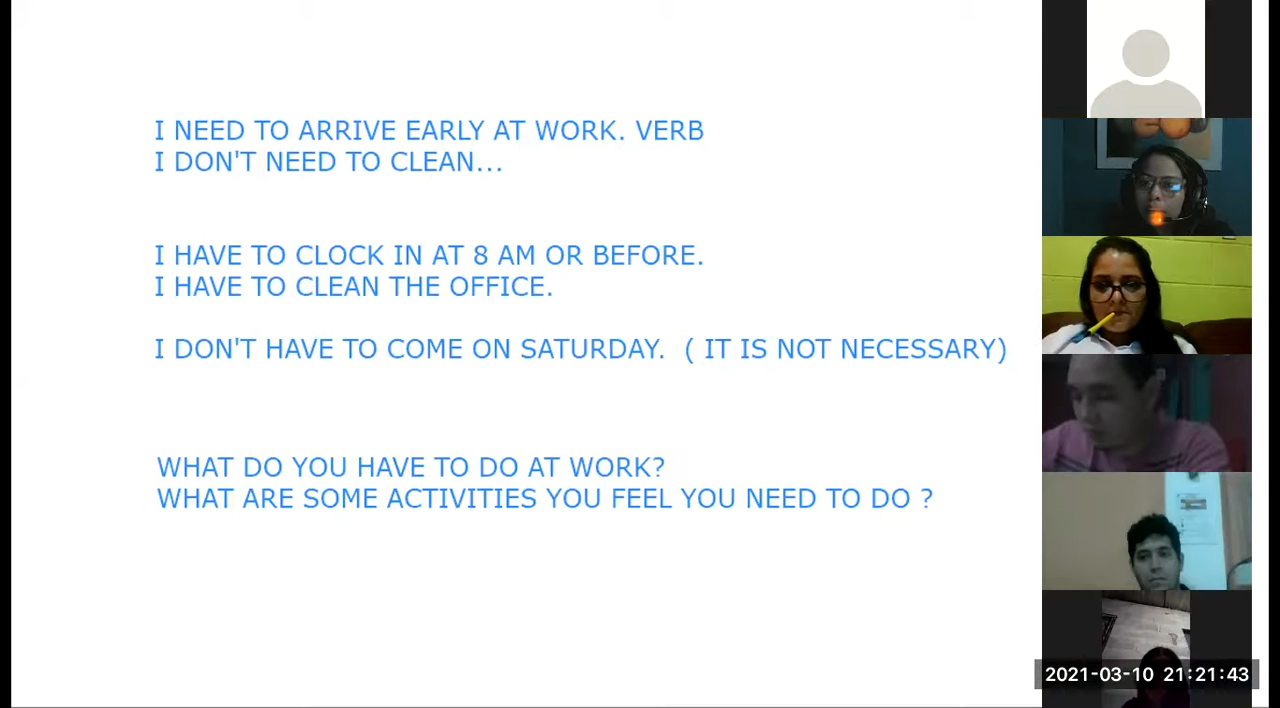 I NEED TO ARRIVE EARLY AT WORK. VERB
I DON'T NEED TO CLEAN...
I HAVE TO CLOCK IN AT 8 AM OR BEFORE.
I HAVE TO CLEAN THE OFFICE.
I DON'T HAVE TO COME ON SATURDAY.  ( IT IS NOT NECESSARY)
WHAT DO YOU HAVE TO DO AT WORK?
WHAT ARE SOME ACTIVITIES YOU FEEL YOU NEED TO DO ?
2021-03-10 21:21:43